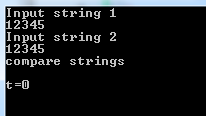 Input string 1
12345
Input string 2
12345
compare strings
t=0